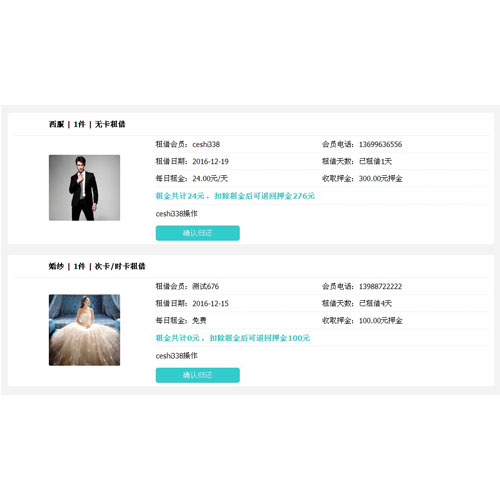 西服 | 1件 | 无卡租借
租借会员：ceshi338 会员电话：13699636556
租借日期：2016-12-19 租借天数：已租借1天
每日租金：24.00元/天 收取押金：300.00元押金
租金共计24元，扣除租金后可退回押金276元
ceshi338操作
确认归还
婚纱 | 1件 | 次卡/时卡租借
租借会员：测试676 会员电话：13988722222
租借日期：2016-12-15 租借天数：已租借4天
每日租金：免费 收取押金：100.00元押金
租金共计0元，扣除租金后可退回押金100元
ceshi338操作
确认归还